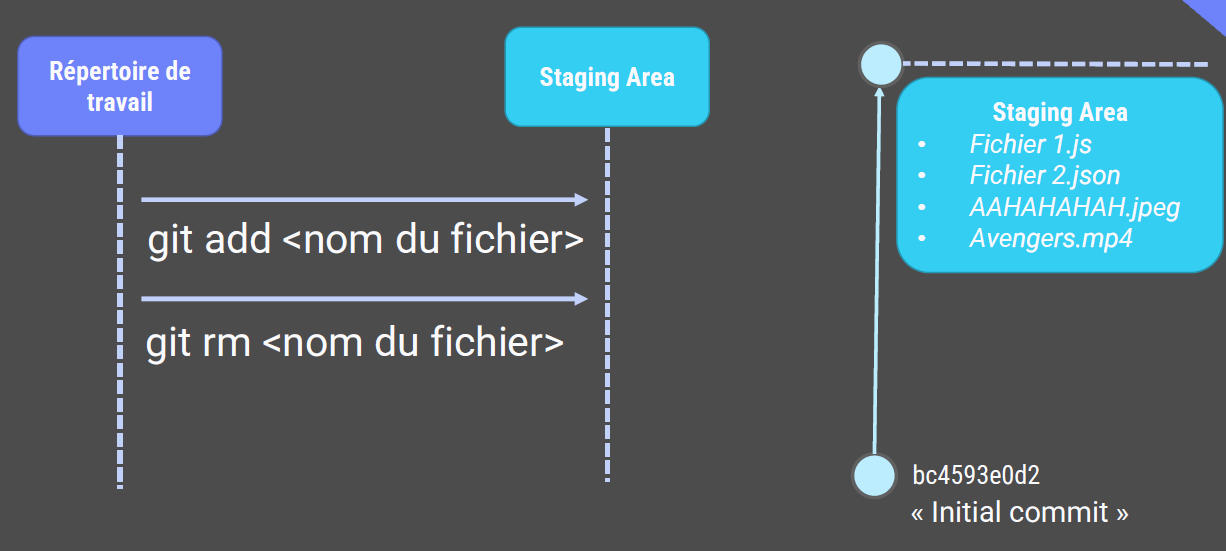 Répertoire de
travail
Staging Area
git add <nom du fichier>
git rm <nom du fichier>
Staging Area
• Fichier 1.js
• Fichier 2.json
• AAHAHAHAH.jpeg
• Avengers.mp4
bc4593e0d2
« Initial commit »